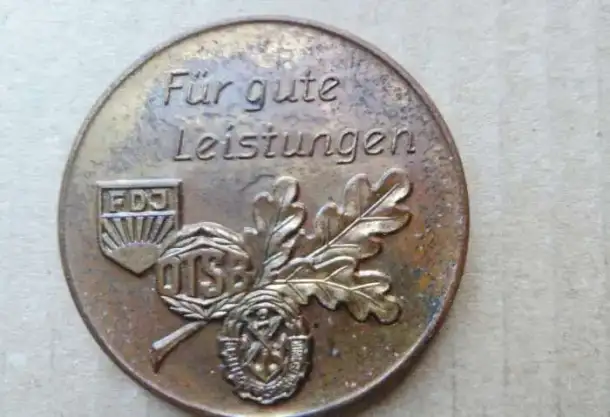 Für gute
Leistungen
FDJ
DTSB